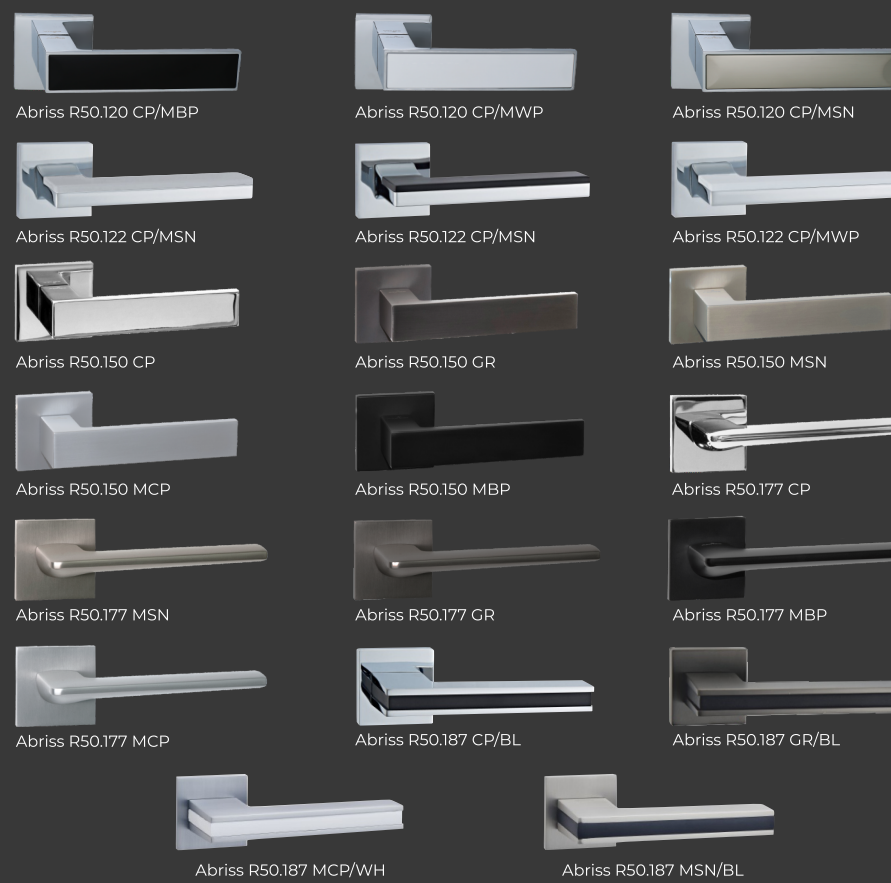 Abriss R50.120 CP/MBP
Abriss R50.120 CP/MWP
Abriss R50.120 CP/MSN
Abriss R50.122 CP/MSN
Abriss R50.122 CP/MSN
Abriss R50.122 CP/MWP
Abriss R50.150 CP
Abriss R50.150 GR
Abriss R50.150 MSN
Abriss R50.150 MCP
Abriss R50.150 MBP
Abriss R50.177 CP
Abriss R50.177 MSN
Abriss R50.177 GR
Abriss R50.177 MBP
Abriss R50.177 MCP
Abriss R50.187 CP/BL
Abriss R50.187 GR/BL
Abriss R50.187 MCP/WH
Abriss R50.187 MSN/BL